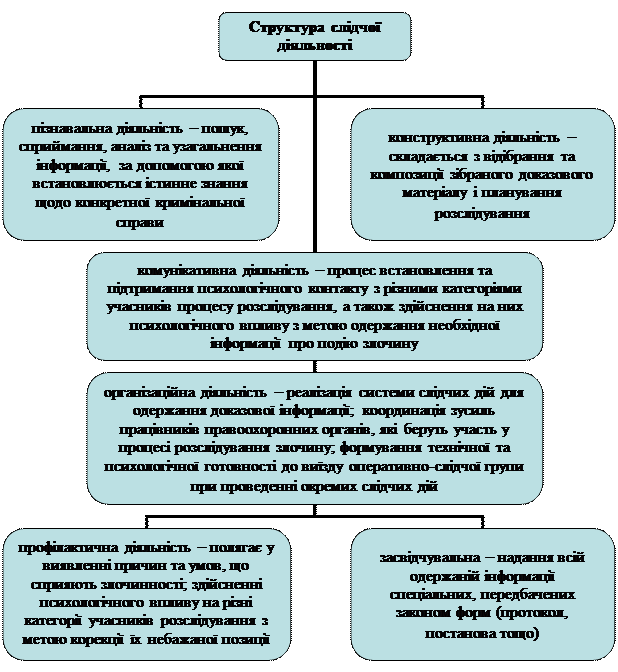 Структура слідчої
діяльності
пізнавальна діяльність – пошук,
сприймання, аналіз та узагальнення
інформації, за допомогою якої
встановлюється істинне знання
щодо конкретної кримінальної
справи
конструктивна діяльність –
складається з відібрання та
композиції зібраного доказового
матеріалу і планування
розслідування
комунікативна діяльність – процес встановлення та
підтримання психологічного контакту з різними категоріями
учасників процесу розслідування, а також здійснення на них
психологічного впливу з метою одержання необхідної
інформації про подію злочину
організаційна діяльність – реалізація системи слідчих дій для
одержання доказової інформації; координація зусиль
працівників правоохоронних органів, які беруть участь у
процесі розслідування злочину; формування технічної та
психологічної готовності до виїзду оперативно-слідчої групи
при проведенні окремих слідчих дій
профілактична діяльність – полягає у
виявленні причин та умов, що
сприяють злочинності; здійсненні
психологічного впливу на різні
категорії учасників розслідування з
метою корекції їх небажаної позиції
засвідчувальна – надання всій
одержаній інформації
спеціальних, передбачених
законом форм (протокол,
постанова тощо)